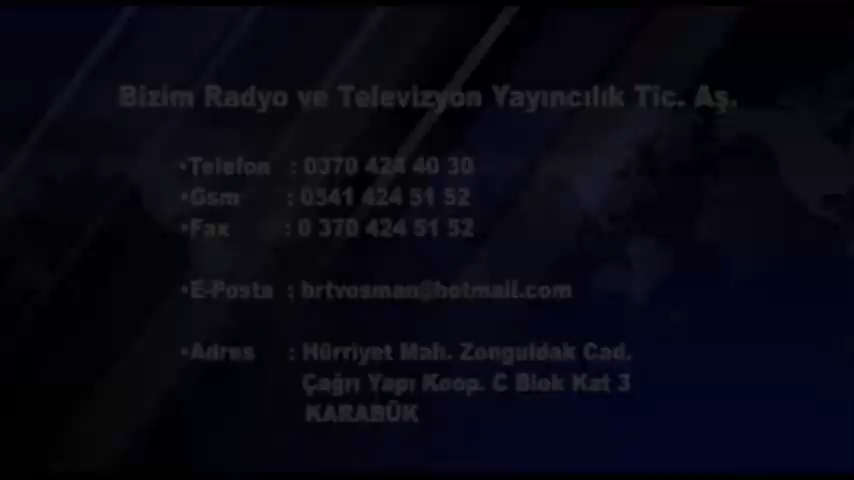 Bizim Radyo ve Televizyon Yayıncılık Tic. Aş.
•Telefon : 0370 424 40 30
•Gsm : 0541 424 51 52
•Fax : 0 370 424 51 52
•E-Posta : brtvosman@hotmail.com
•Adres : Hürriyet Mah. Zonguldak Cad.
Çağrı Yapı Koop. C Blok Kat 3
KARABÜK